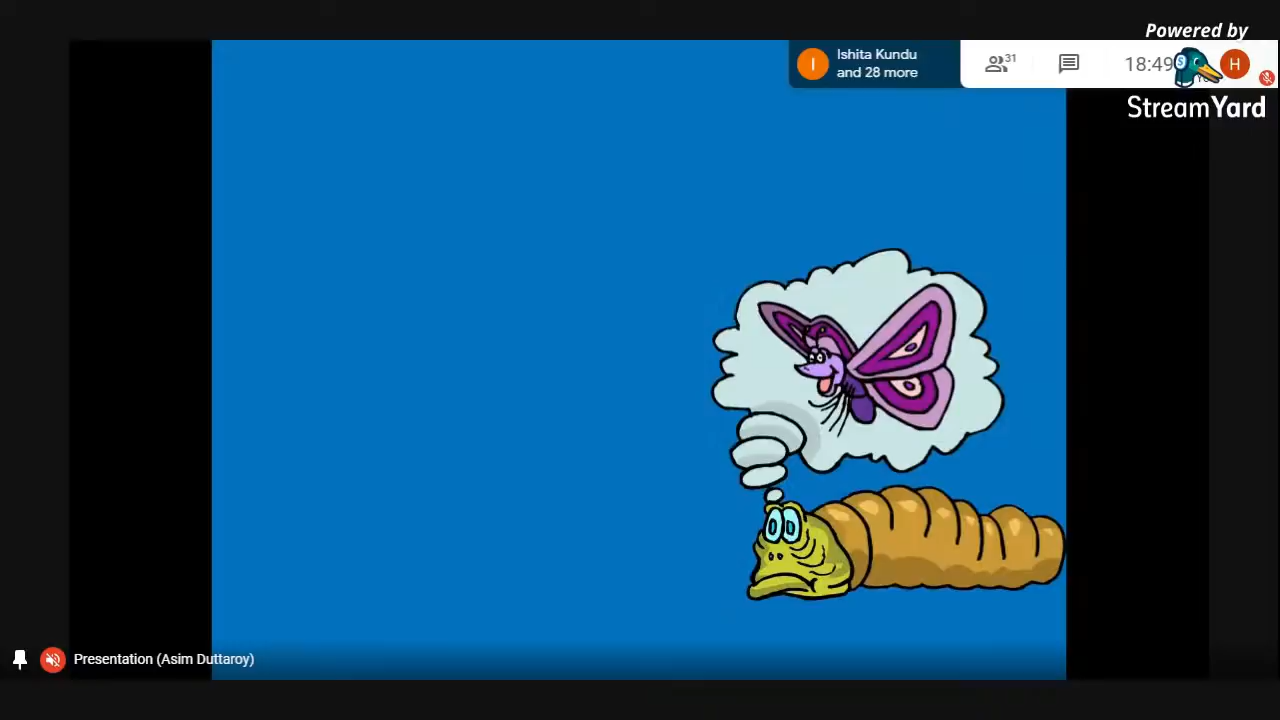 Powered by
Ishita Kundu
and 28 more
31
18:49
H
I
StreamYard
Presentation (Asim Duttaroy)